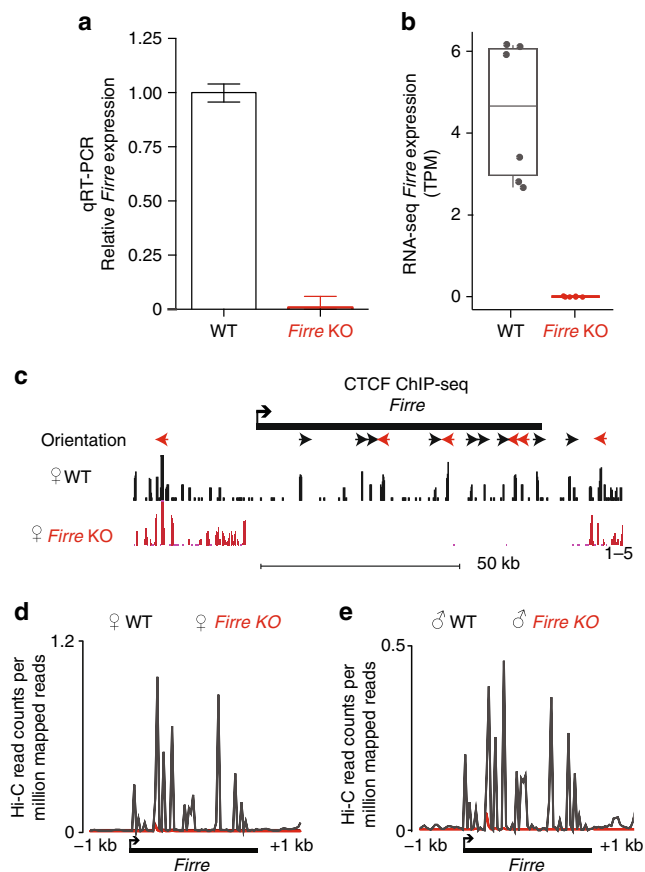 a
qRT-PCR
Relative Firre expression
1.25
1.00
0.75
0.50
0.25
0
WT
Firre KO
b
RNA-seq Firre expression
(TPM)
6
4
2
0
WT
Firre KO
c
CTCF ChIP-seq
Firre
Orientation
♀ WT
♀ Firre KO
1–5
50 kb
d
♀ WT ♀ Firre KO
Hi-C read counts per
million mapped reads
1.2
0
−1 kb
+1 kb
Firre
e
♂ WT ♂ Firre KO
Hi-C read counts per
million mapped reads
0.5
0
−1 kb
+1 kb
Firre